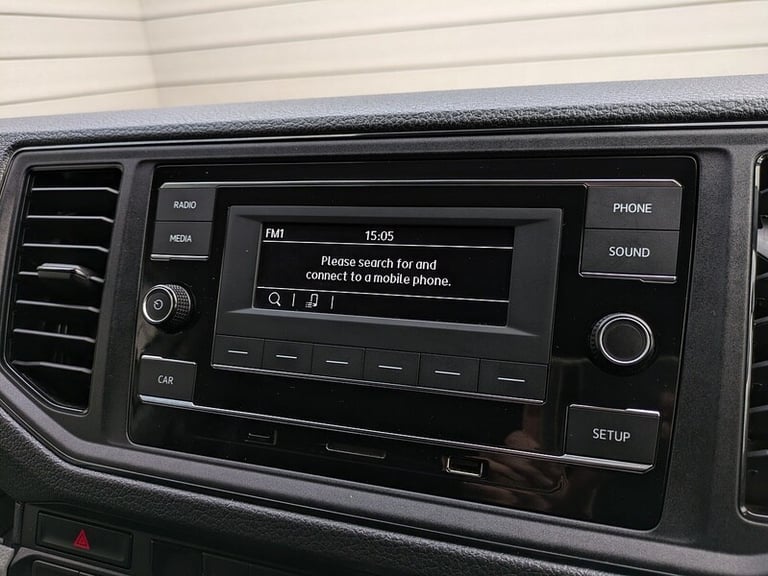 RADIO
MEDIA
FM1 15:05
Please search for and
connect to a mobile phone.
PHONE
SOUND
CAR
SETUP